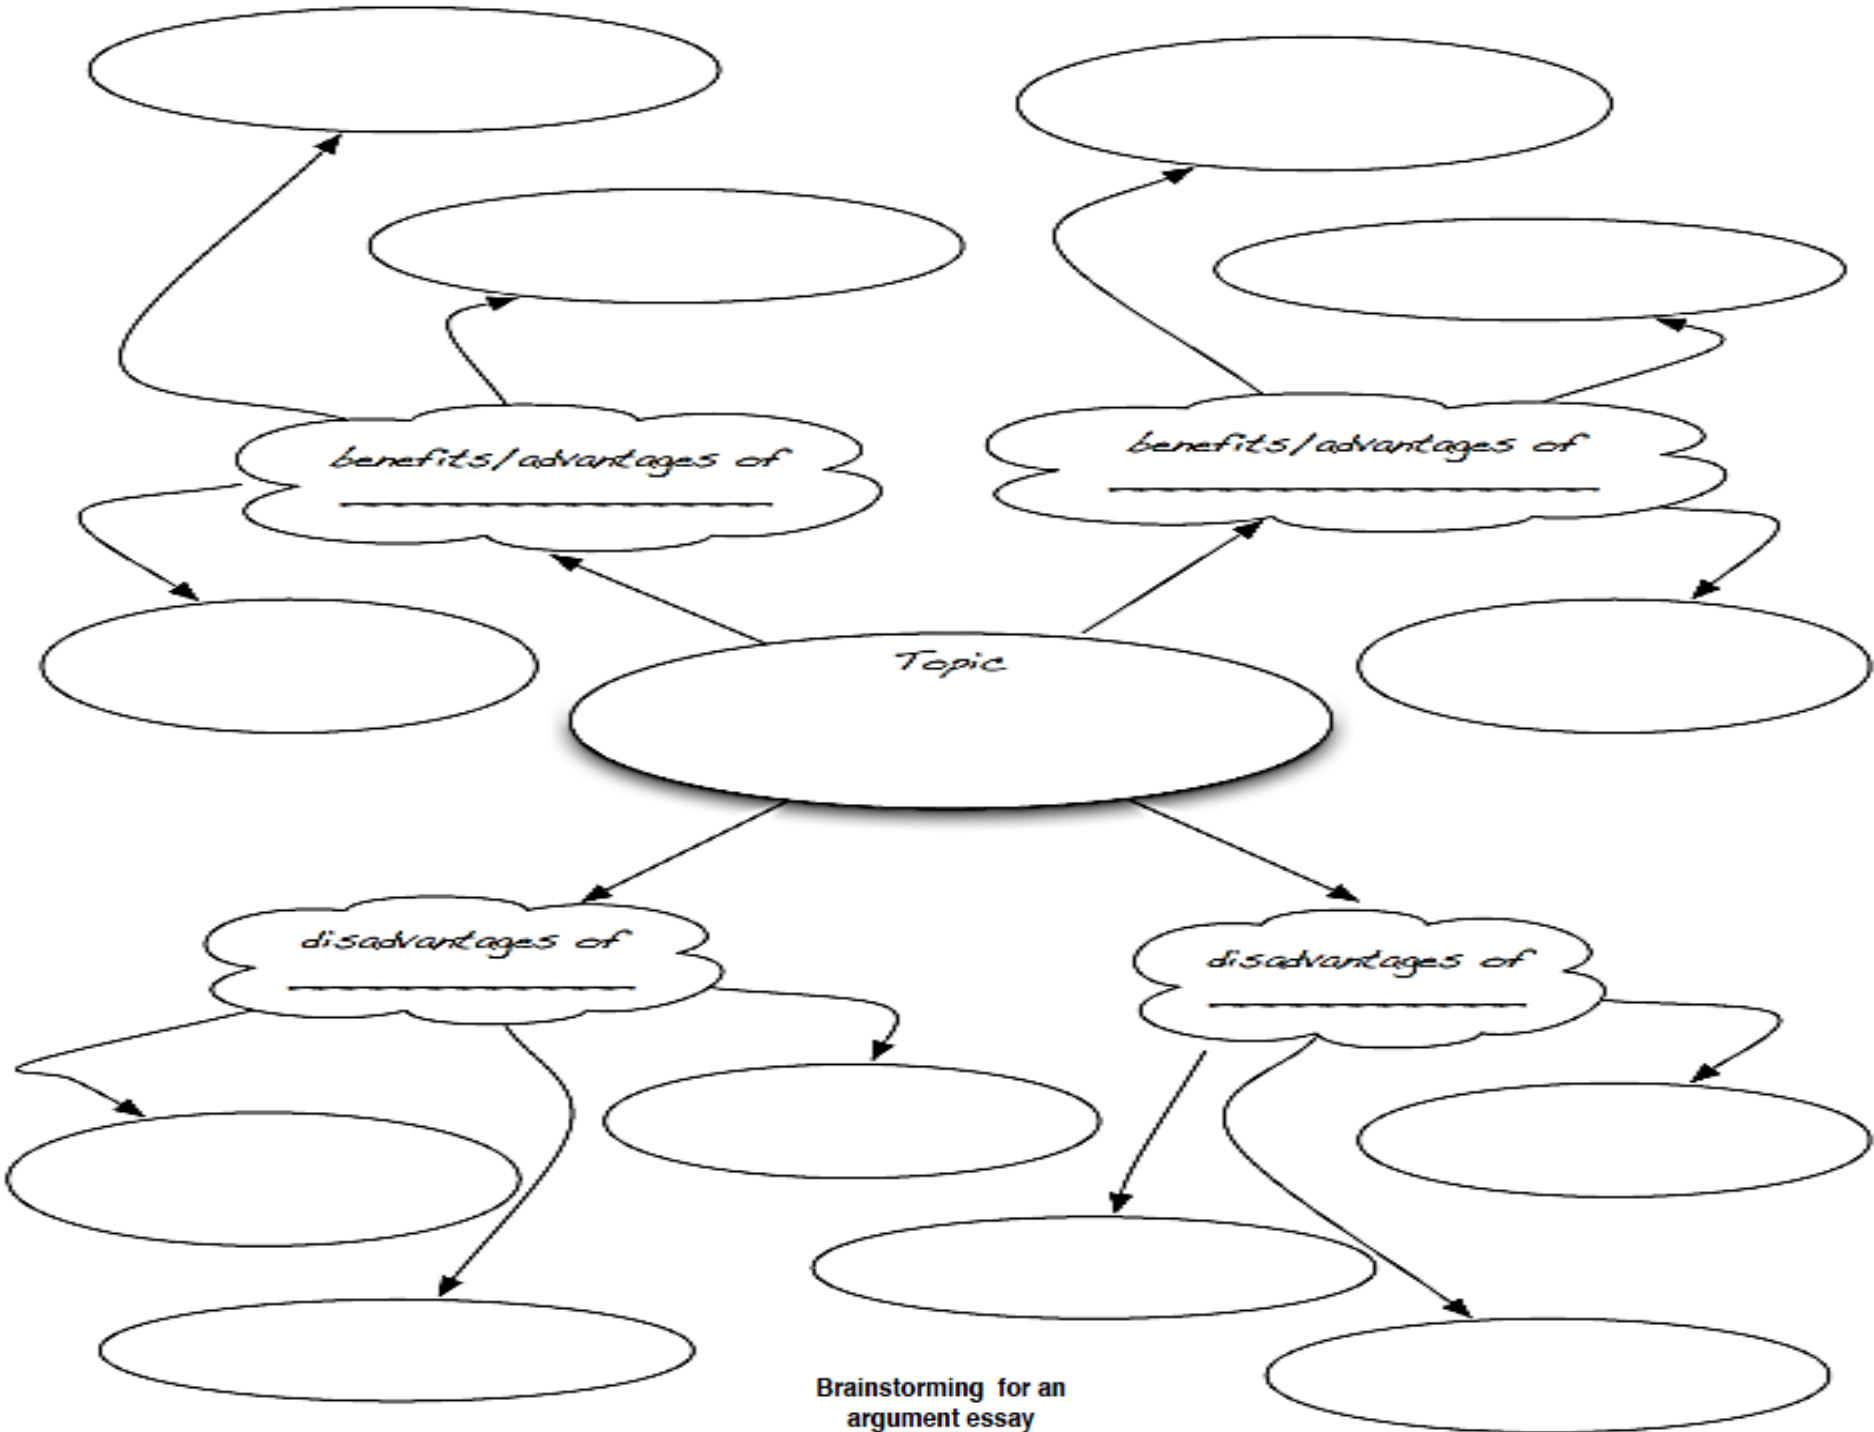 benefits/advantages of
benefits/advantages of
Topic
disadvantages of
disadvantages of
Brainstorming for an
argument essay